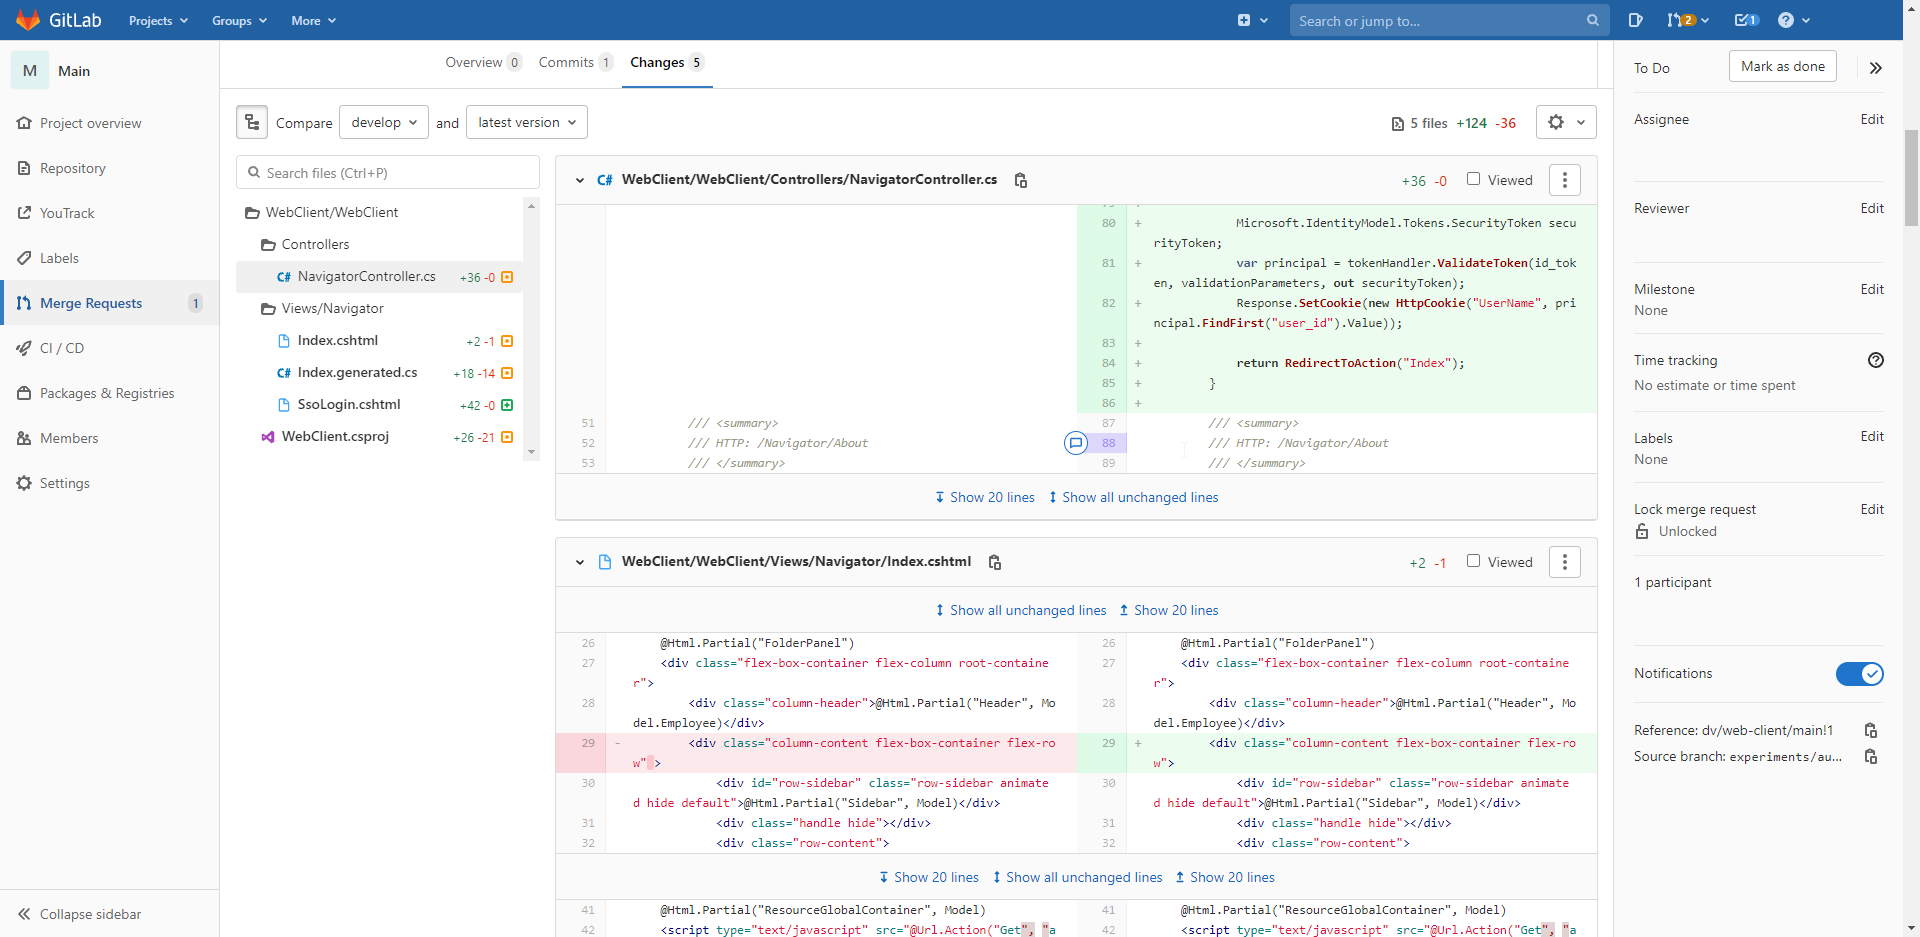 GitLab Projects Groups More Search or jump to... 2 1
M Main
Project overview
Repository
YouTrack
Labels
Merge Requests 1
CI / CD
Packages & Registries
Members
Settings
Collapse sidebar
Overview 0 Commits 1 Changes 5
Compare develop and latest version 5 files +124 -36
Search files (Ctrl+P)
WebClient/WebClient
Controllers
NavigatorController.cs +36 -0
Views/Navigator
Index.cshtml +2 -1
Index.generated.cs +18 -14
SsoLogin.cshtml +42 -0
WebClient.csproj +26 -21
C# WebClient/WebClient/Controllers/NavigatorController.cs +36 -0 Viewed
80 + Microsoft.IdentityModel.Tokens.SecurityToken secu
rityToken;
81 + var principal = tokenHandler.ValidateToken(id_tok
en, validationParameters, out securityToken);
82 + Response.SetCookie(new HttpCookie("UserName", pri
ncipal.FindFirst("user_id").Value));
83 +
84 + return RedirectToAction("Index");
85 + }
86 +
51 /// <summary> 87 /// <summary>
52 /// HTTP: /Navigator/About 88 /// HTTP: /Navigator/About
53 /// </summary> 89 /// </summary>
Show 20 lines Show all unchanged lines
WebClient/WebClient/Views/Navigator/Index.cshtml +2 -1 Viewed
Show all unchanged lines Show 20 lines
26 @Html.Partial("FolderPanel") 26 @Html.Partial("FolderPanel")
27 <div class="flex-box-container flex-column root-containe 27 <div class="flex-box-container flex-column root-containe
r"> r">
28 <div class="column-header">@Html.Partial("Header", Mo 28 <div class="column-header">@Html.Partial("Header", Mo
del.Employee)</div> del.Employee)</div>
29 - <div class="column-content flex-box-container flex-ro 29 + <div class="column-content flex-box-container flex-ro
w" > w">
30 <div id="row-sidebar" class="row-sidebar animate 30 <div id="row-sidebar" class="row-sidebar animate
d hide default">@Html.Partial("Sidebar", Model)</div> d hide default">@Html.Partial("Sidebar", Model)</div>
31 <div class="handle hide"></div> 31 <div class="handle hide"></div>
32 <div class="row-content"> 32 <div class="row-content">
Show 20 lines Show all unchanged lines Show 20 lines
41 @Html.Partial("ResourceGlobalContainer", Model) 41 @Html.Partial("ResourceGlobalContainer", Model)
42 <script type="text/javascript" src="@Url.Action("Get", "a 42 <script type="text/javascript" src="@Url.Action("Get", "a
To Do Mark as done
Assignee Edit
Reviewer Edit
Milestone Edit
None
Time tracking
No estimate or time spent
Labels Edit
None
Lock merge request Edit
Unlocked
1 participant
Notifications
Reference: dv/web-client/main!1
Source branch: experiments/au...